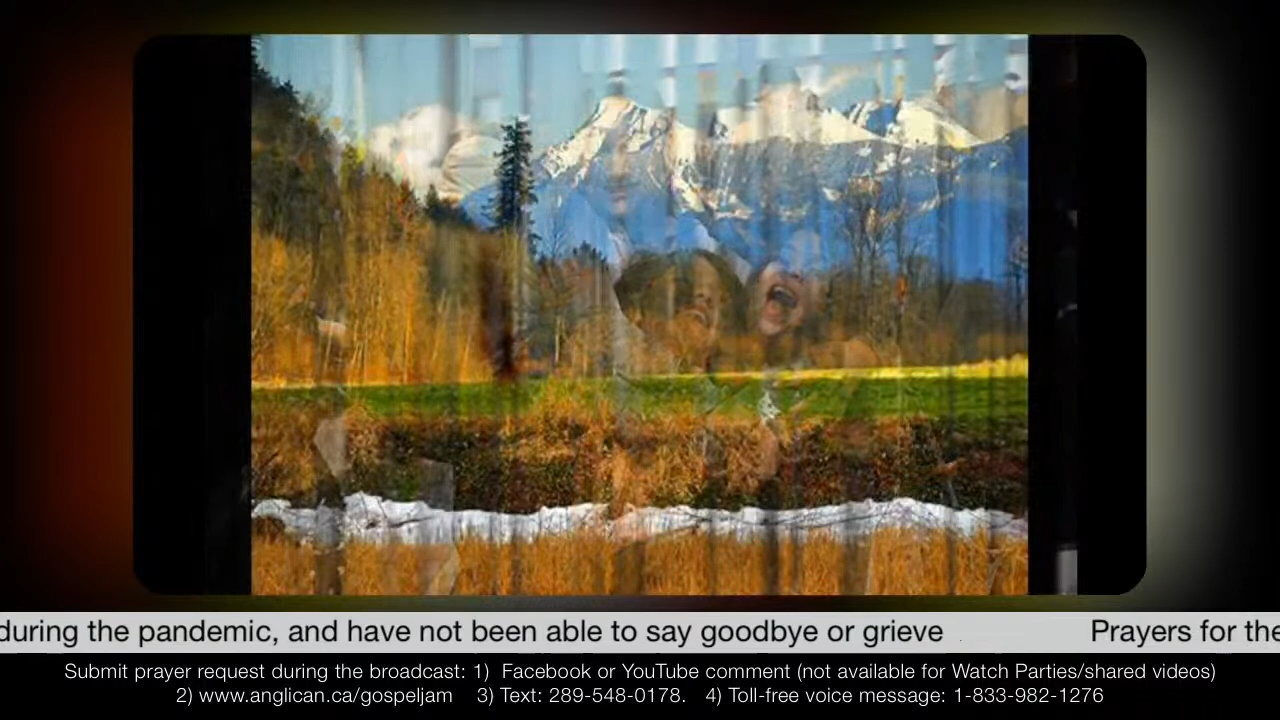 during the pandemic, and have not been able to say goodbye or grieve Prayers for the
Submit prayer request during the broadcast: 1) Facebook or YouTube comment (not available for Watch Parties/shared videos)
2) www.anglican.ca/gospeljam 3) Text: 289-548-0178. 4) Toll-free voice message: 1-833-982-1276